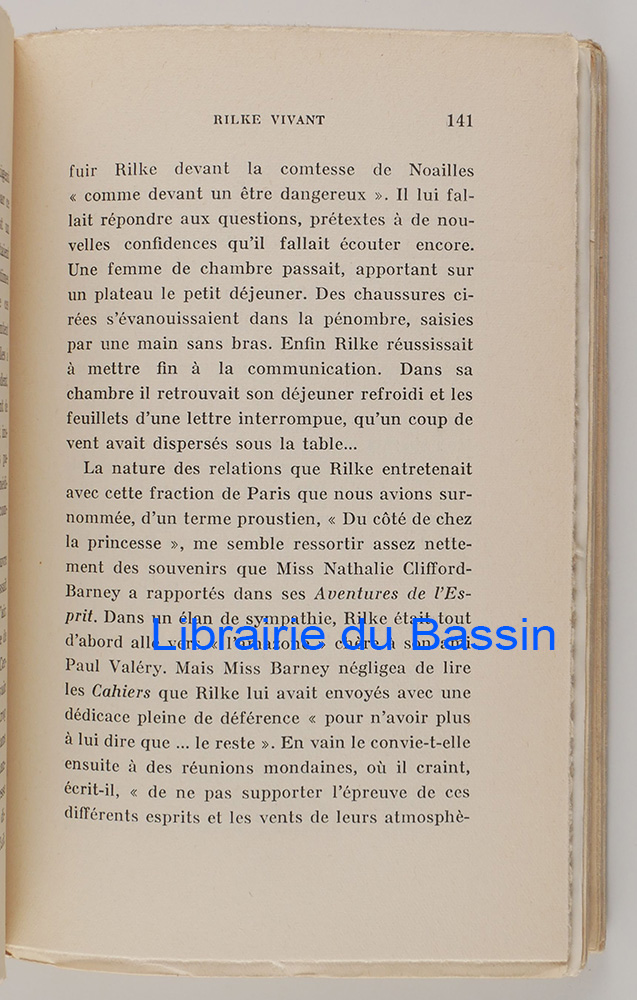 RILKE VIVANT 141
fuir Rilke devant la comtesse de Noailles
« comme devant un être dangereux ». Il lui fal-
lait répondre aux questions, prétextes à de nou-
velles confidences qu'il fallait écouter encore.
Une femme de chambre passait, apportant sur
un plateau le petit déjeuner. Des chaussures ci-
rées s'évanouissaient dans la pénombre, saisies
par une main sans bras. Enfin Rilke réussissait
à mettre fin à la communication. Dans sa
chambre il retrouvait son déjeuner refroidi et les
feuillets d'une lettre interrompue, qu'un coup de
vent avait dispersés sous la table...
La nature des relations que Rilke entretenait
avec cette fraction de Paris que nous avions sur-
nommée, d'un terme proustien, « Du côté de chez
la princesse », me semble ressortir assez nette-
ment des souvenirs que Miss Nathalie Clifford-
Barney a rapportés dans ses Aventures de l'Es-
prit. Dans un élan de sympathie, Rilke était tout
d'abord allé vers « l'amazone » chère à son ami
Librairie du Bassin
Paul Valéry. Mais Miss Barney négligea de lire
les Cahiers que Rilke lui avait envoyés avec une
dédicace pleine de déférence « pour n'avoir plus
à lui dire que ... le reste ». En vain le convie-t-elle
ensuite à des réunions mondaines, où il craint,
écrit-il, « de ne pas supporter l'épreuve de ces
différents esprits et les vents de leurs atmosphè-